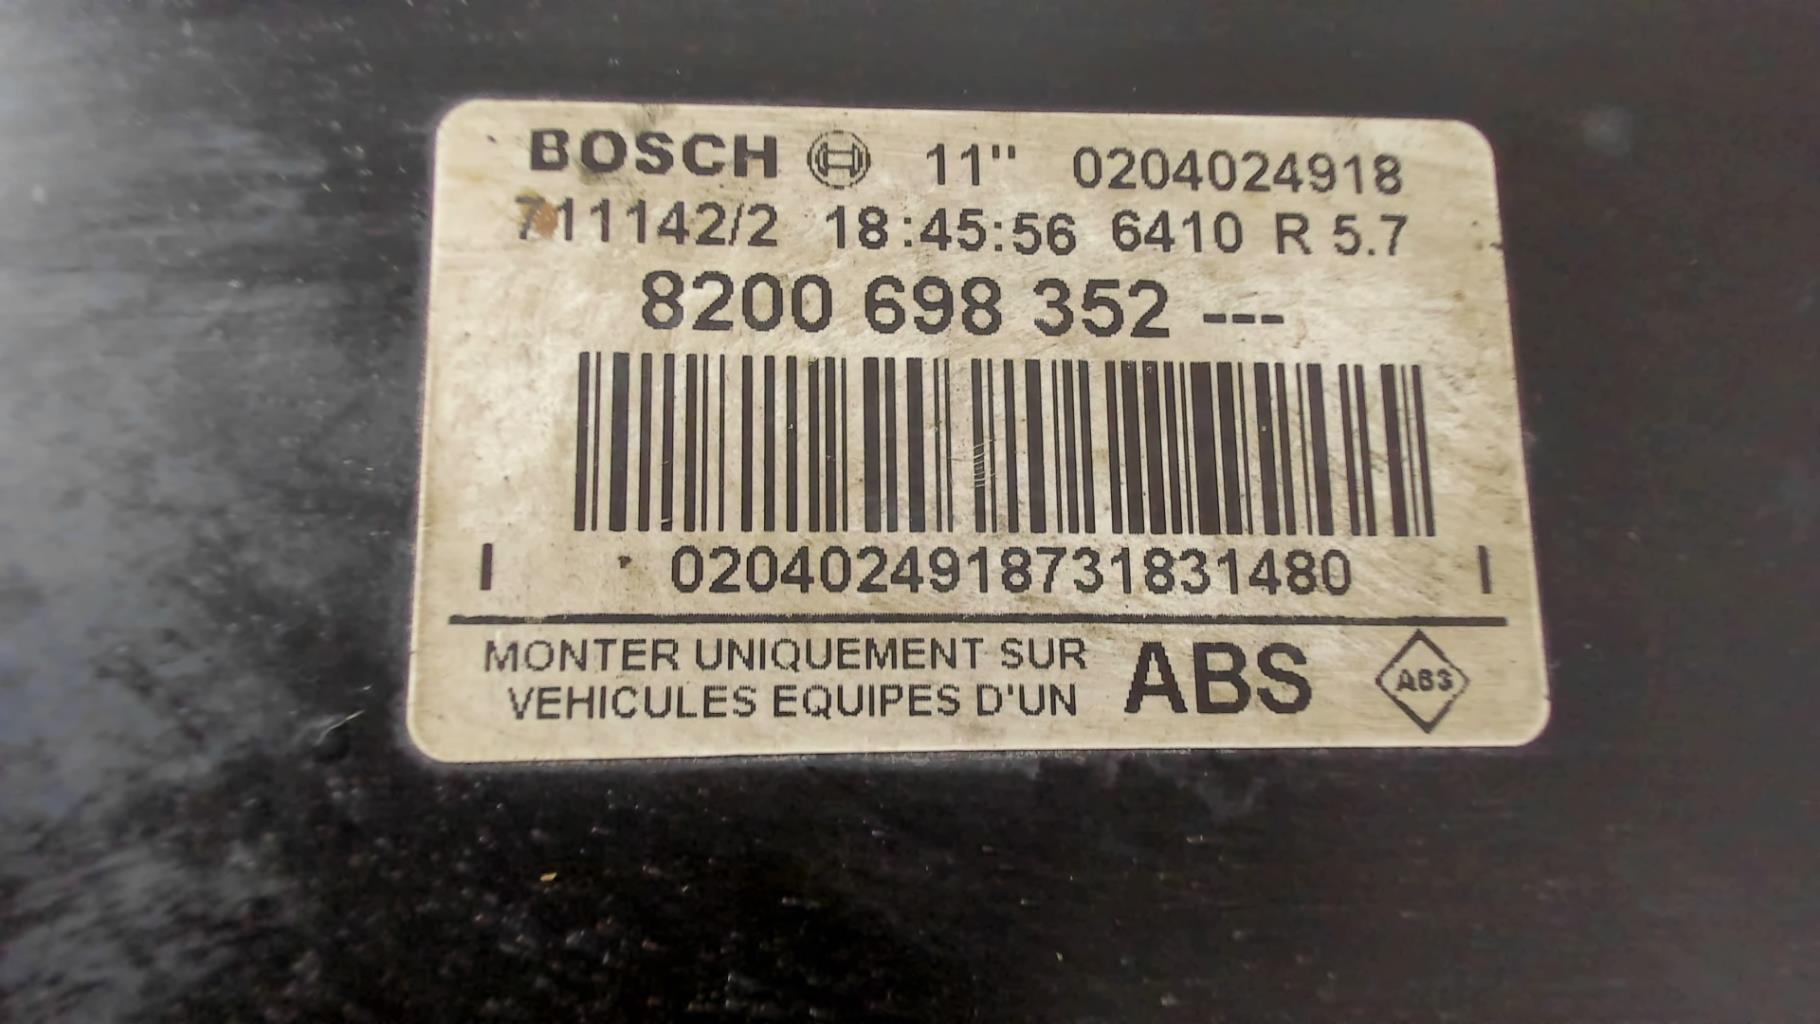 BOSCH 11" 0204024918
711142/2 18:45:56 6410 R 5.7
8200 698 352 ---
I 0204024918731831480 I
MONTER UNIQUEMENT SUR
VEHICULES EQUIPES D'UN
ABS
ABS